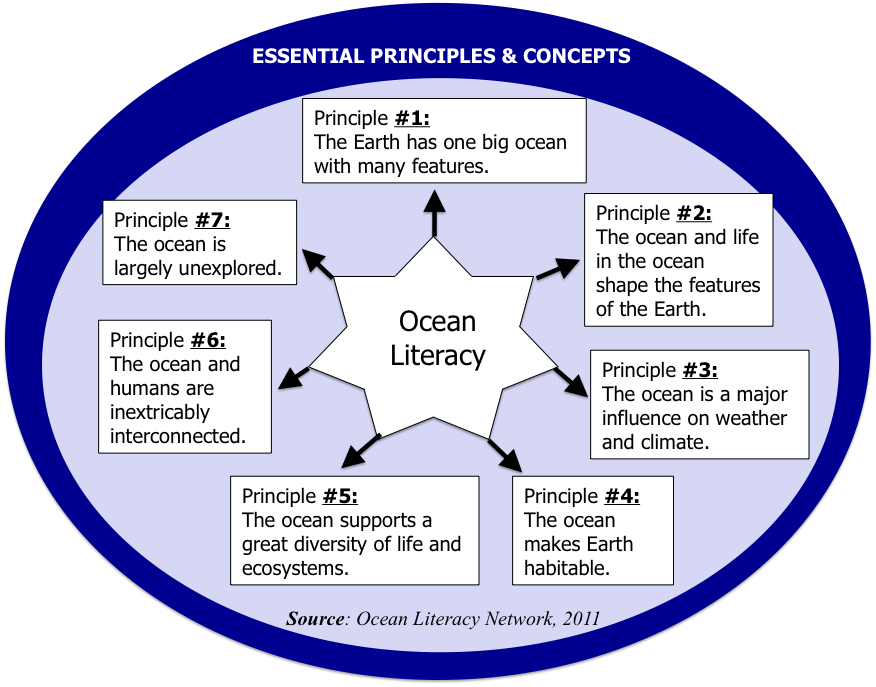 ESSENTIAL PRINCIPLES & CONCEPTS
Principle #1:
The Earth has one big ocean
with many features.
Principle #2:
The ocean and life
in the ocean
shape the features
of the Earth.
Principle #3:
The ocean is a major
influence on weather
and climate.
Principle #4:
The ocean
makes Earth
habitable.
Principle #5:
The ocean supports a
great diversity of life and
ecosystems.
Principle #6:
The ocean and
humans are
inextricably
interconnected.
Principle #7:
The ocean is
largely unexplored.
Ocean
Literacy
Source: Ocean Literacy Network, 2011